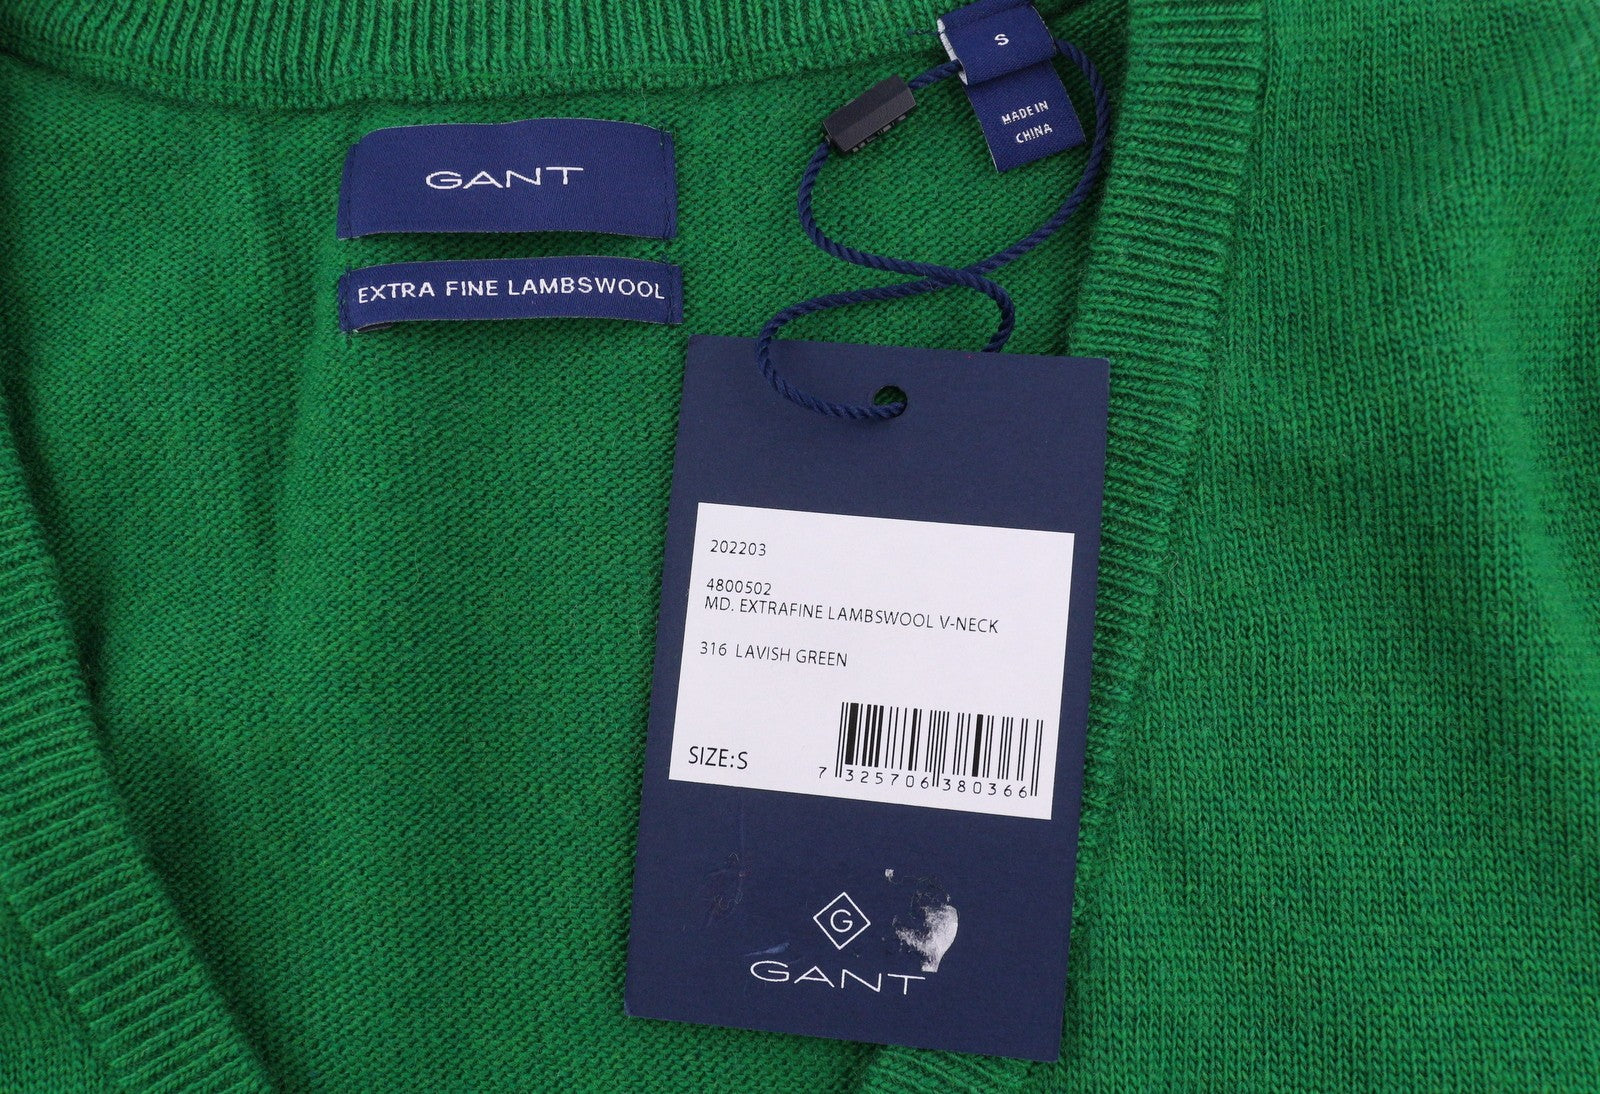 GANT
EXTRA FINE LAMBSWOOL
S
MADE IN
CHINA
202203
4800502
MD. EXTRAFINE LAMBSWOOL V-NECK
316 LAVISH GREEN
SIZE:S
7 325706 380366
G
GANT